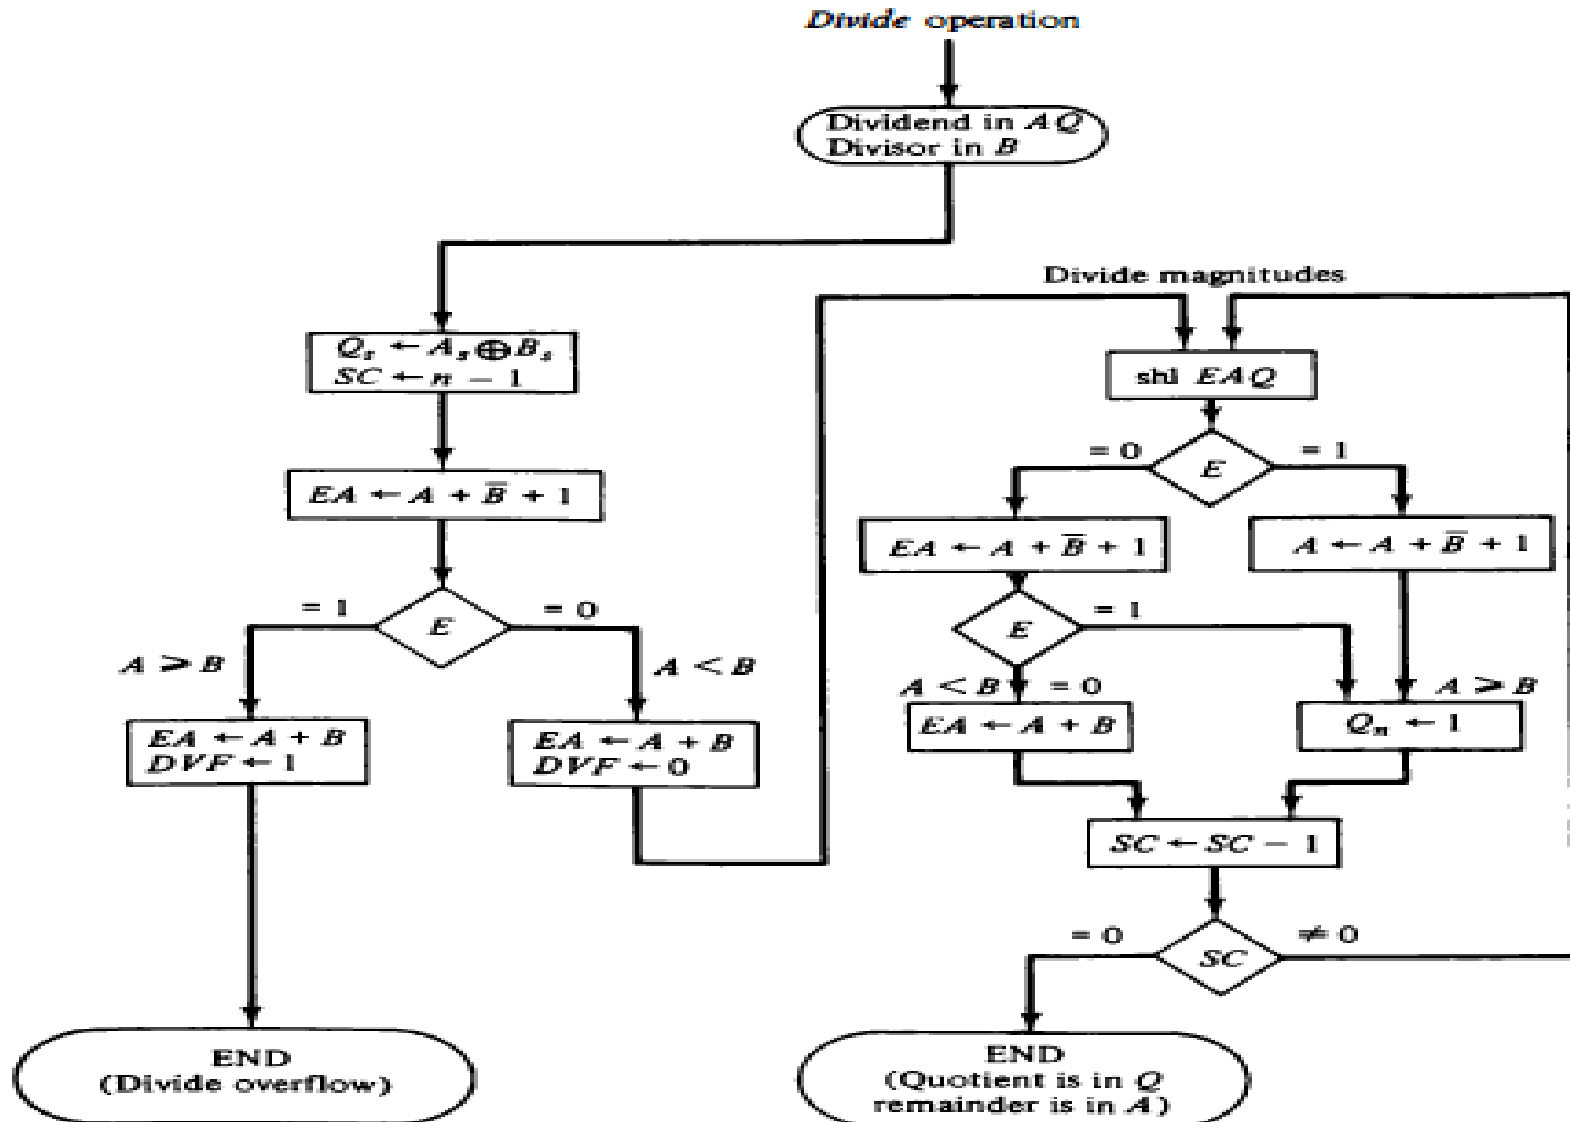 Divide operation
Dividend in AQ
Divisor in B
Qs ← As ⊕ Bs
SC ← n − 1
EA ← A + B̅ + 1
= 1
E
= 0
A ⩾ B
A < B
EA ← A + B
DVF ← 1
EA ← A + B
DVF ← 0
END
(Divide overflow)
Divide magnitudes
shl EAQ
= 0
E
= 1
EA ← A + B̅ + 1
A ← A + B̅ + 1
E
= 1
A < B
= 0
A ⩾ B
EA ← A + B
Qn ← 1
SC ← SC − 1
= 0
SC
≠ 0
END
(Quotient is in Q
remainder is in A)